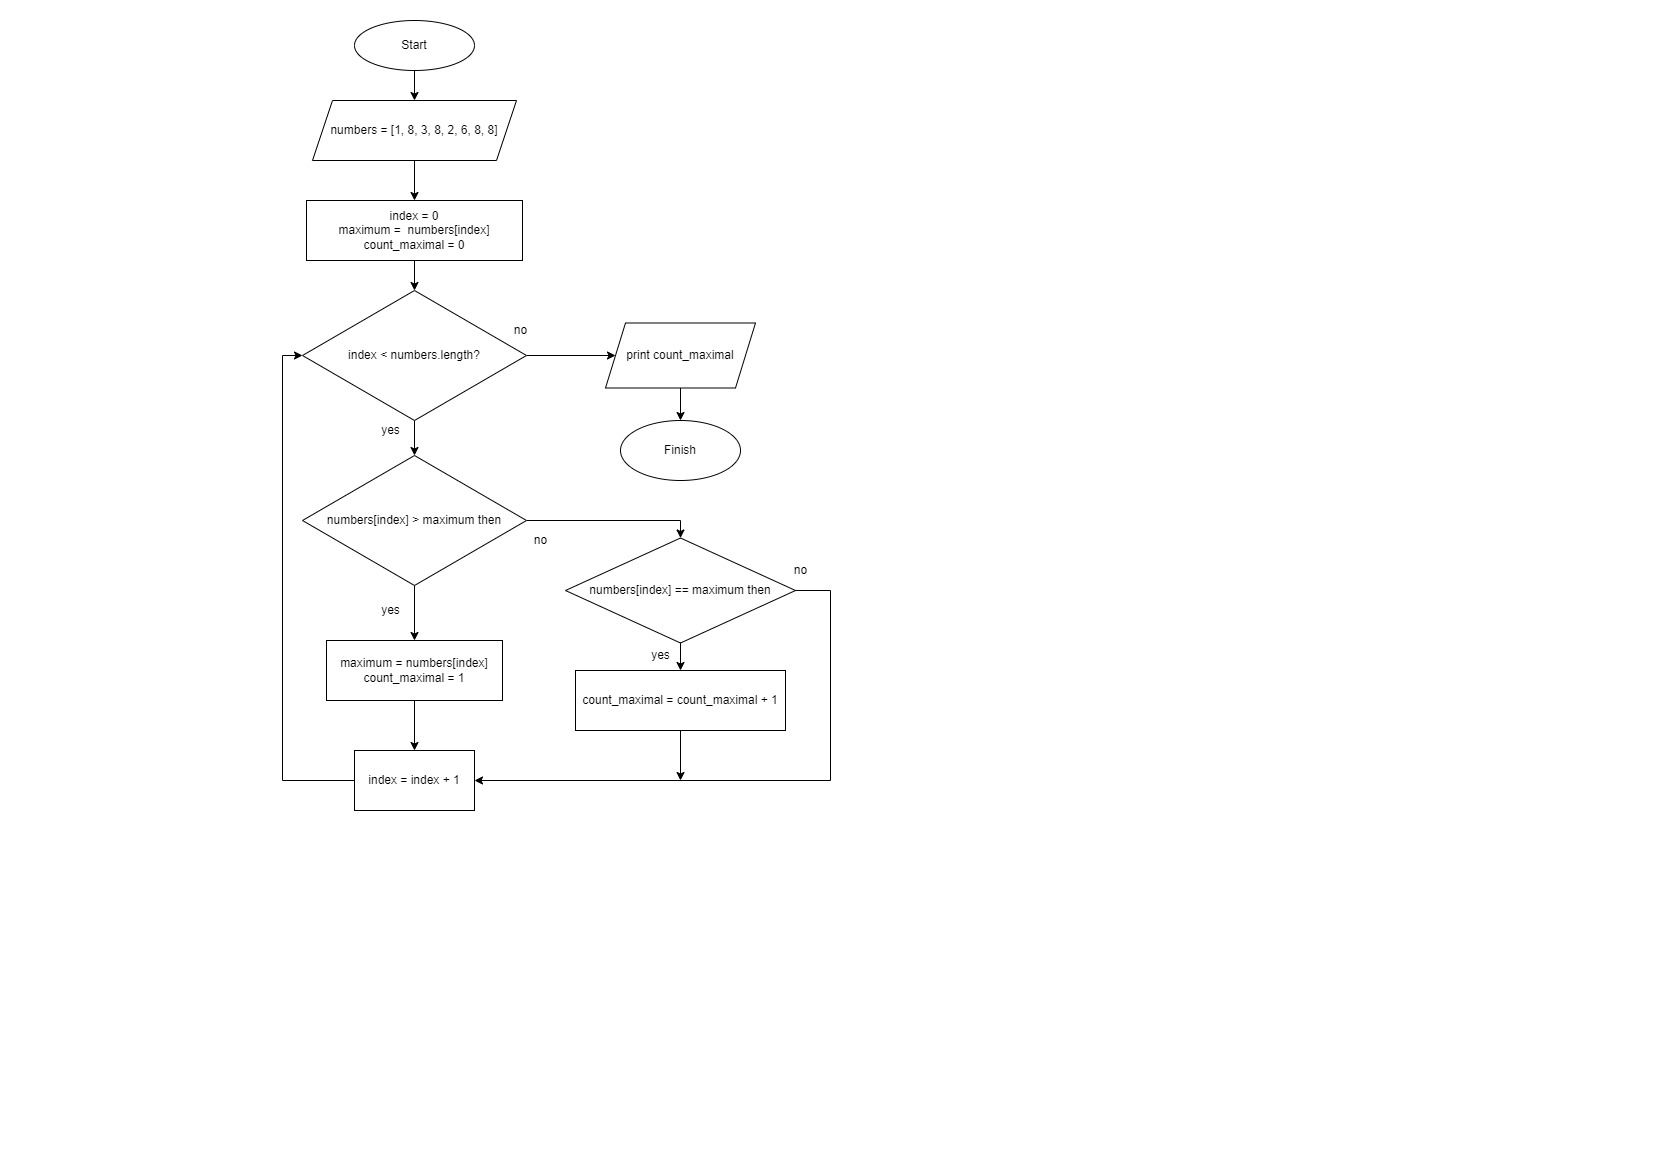 Start
numbers = [1, 8, 3, 8, 2, 6, 8, 8]
index = 0
maximum = numbers[index]
count_maximal = 0
index < numbers.length?
no
print count_maximal
yes
Finish
numbers[index] > maximum then
no
numbers[index] == maximum then
no
yes
maximum = numbers[index]
count_maximal = 1
yes
count_maximal = count_maximal + 1
index = index + 1